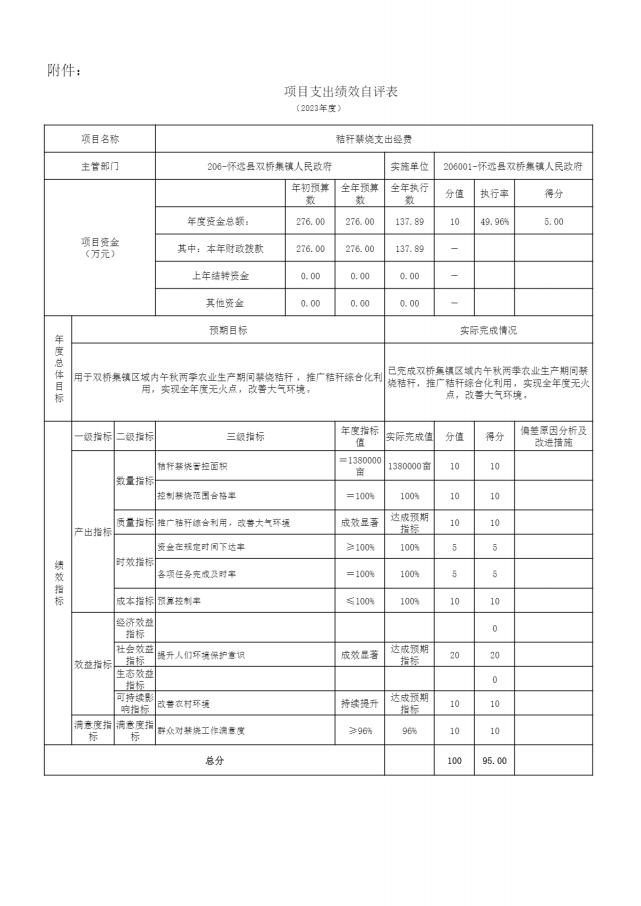 附件：
项目支出绩效自评表
（2023年度）
项目名称 秸秆禁烧支出经费
主管部门 206-怀远县双桥集镇人民政府 实施单位 206001-怀远县双桥集镇人民政府
项目资金（万元） 年初预算数 全年预算数 全年执行数 分值 执行率 得分
年度资金总额： 276.00 276.00 137.89 10 49.96% 5.00
其中：本年财政拨款 276.00 276.00 137.89 —
上年结转资金 0.00 0.00 0.00 —
其他资金 0.00 0.00 0.00 —
年度总体目标 预期目标 实际完成情况
用于双桥集镇区域内午秋两季农业生产期间禁烧秸秆，推广秸秆综合化利用，实现全年度无火点，改善大气环境。 已完成双桥集镇区域内午秋两季农业生产期间禁烧秸秆，推广秸秆综合化利用，实现全年度无火点，改善大气环境。
绩效指标 一级指标 二级指标 三级指标 年度指标值 实际完成值 分值 得分 偏差原因分析及改进措施
产出指标 数量指标 秸秆禁烧管控面积 ＝1380000亩 1380000亩 10 10
控制禁烧范围合格率 ＝100% 100% 10 10
质量指标 推广秸秆综合利用，改善大气环境 成效显著 达成预期指标 10 10
时效指标 资金在规定时间下达率 ≥100% 100% 5 5
各项任务完成及时率 ＝100% 100% 5 5
成本指标 预算控制率 ≤100% 100% 10 10
效益指标 经济效益指标 0
社会效益指标 提升人们环境保护意识 成效显著 达成预期指标 20 20
生态效益指标 0
可持续影响指标 改善农村环境 持续提升 达成预期指标 10 10
满意度指标 满意度指标 群众对禁烧工作满意度 ≥96% 96% 10 10
总分 100 95.00